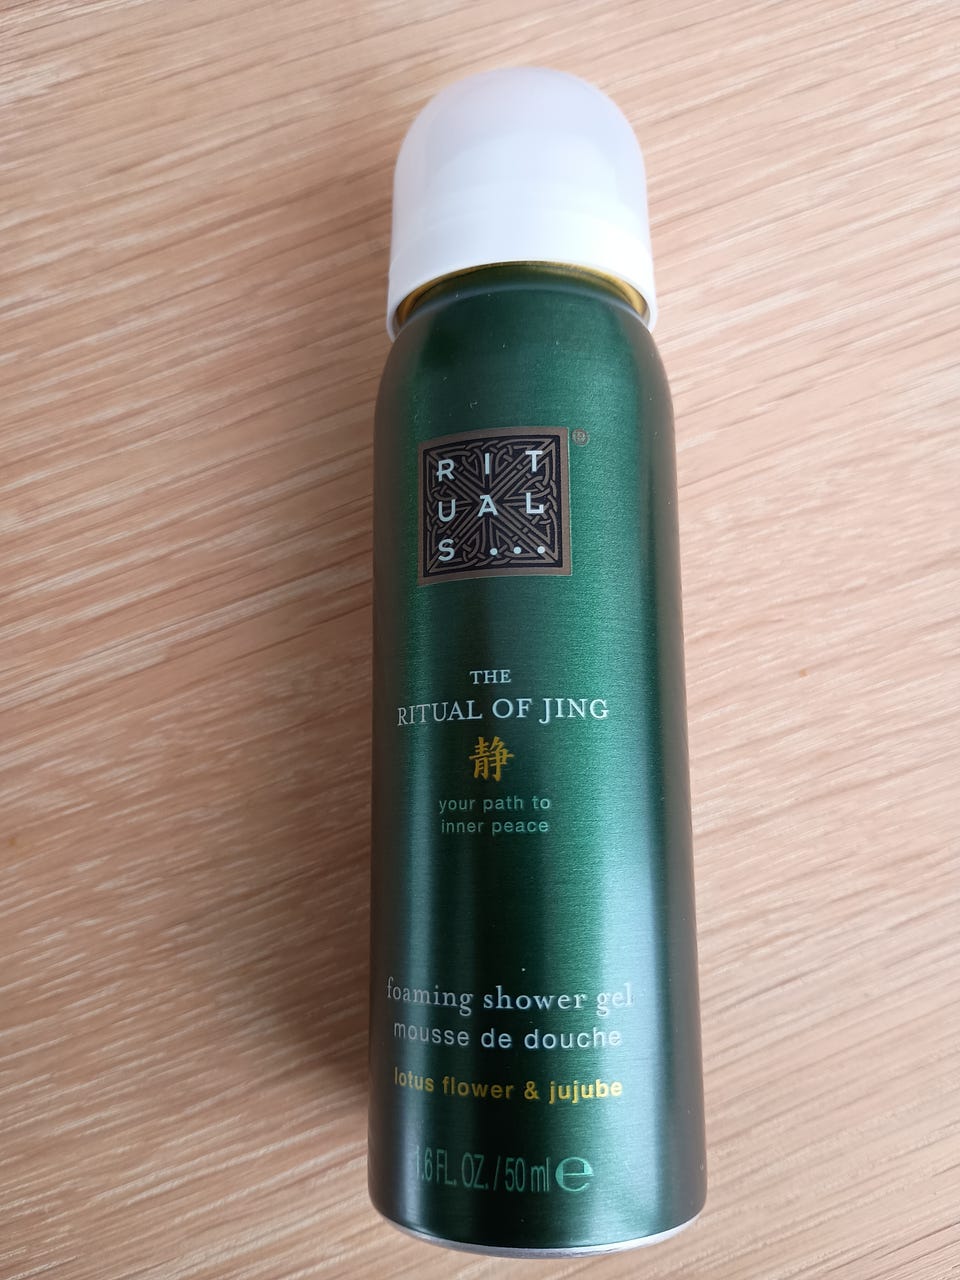 RIT
UAL
S...
®
THE
RITUAL OF JING
静
your path to
inner peace
foaming shower gel
mousse de douche
lotus flower & jujube
1.6 FL. OZ. / 50 ml ℮